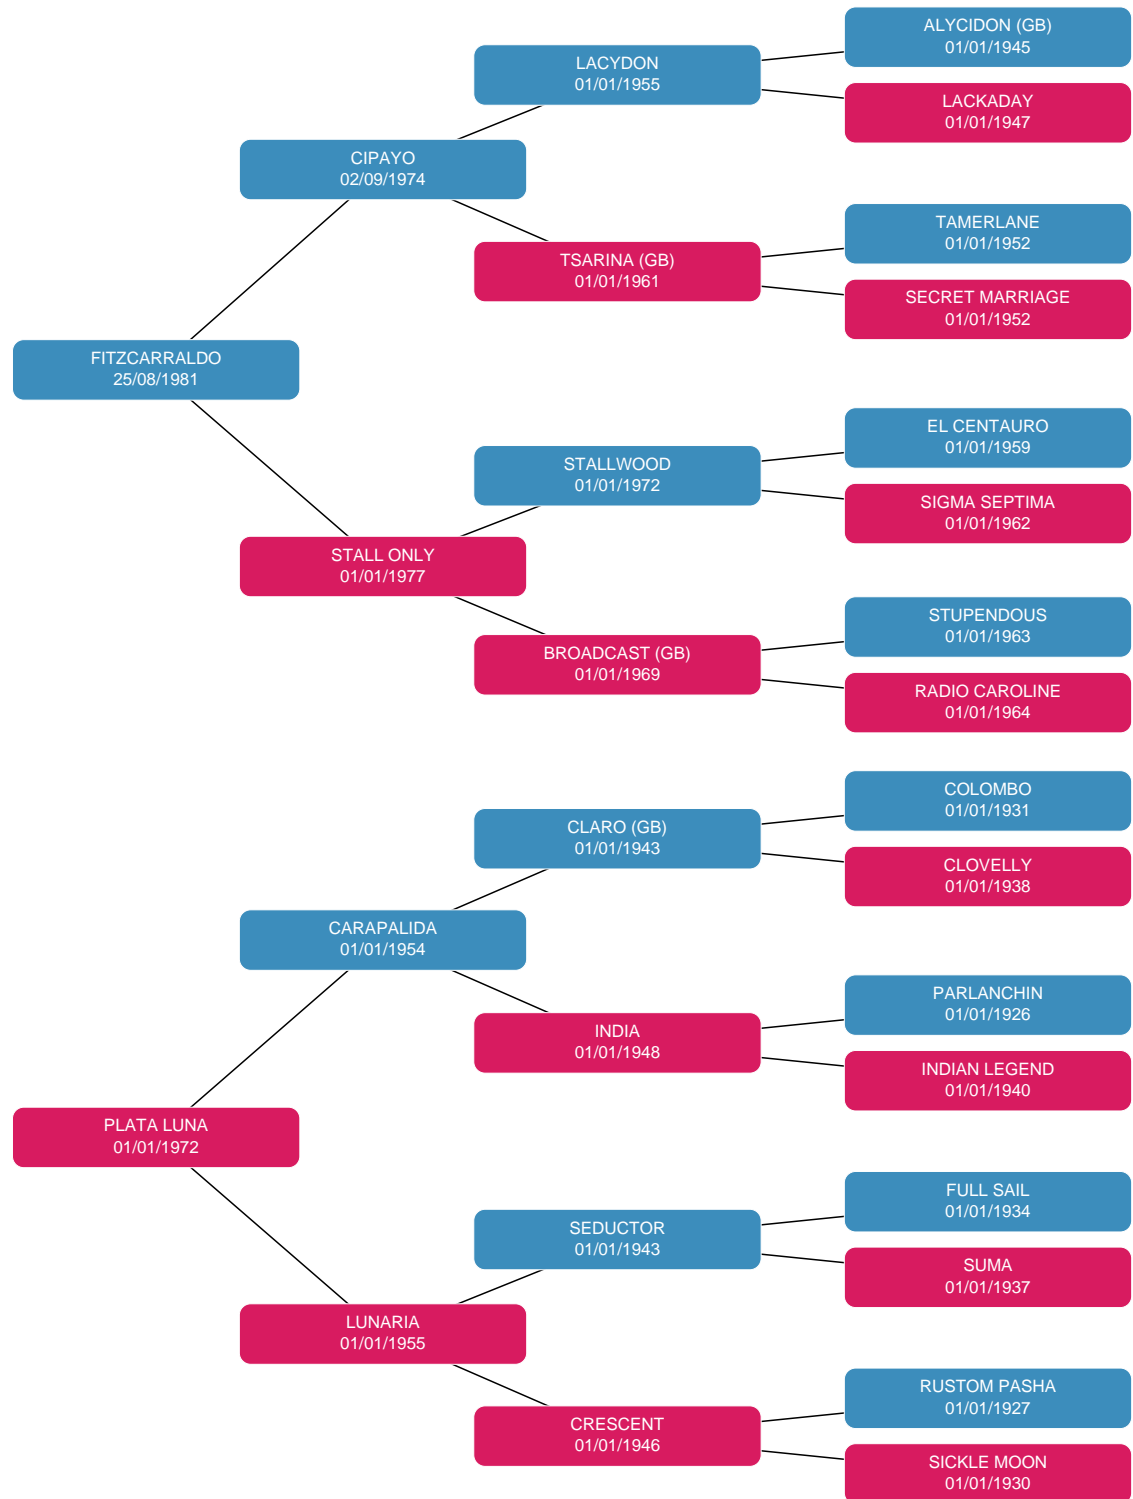 ALYCIDON (GB)
01/01/1945
LACYDON
01/01/1955
LACKADAY
01/01/1947
CIPAYO
02/09/1974
TAMERLANE
01/01/1952
TSARINA (GB)
01/01/1961
SECRET MARRIAGE
01/01/1952
FITZCARRALDO
25/08/1981
EL CENTAURO
01/01/1959
STALLWOOD
01/01/1972
SIGMA SEPTIMA
01/01/1962
STALL ONLY
01/01/1977
STUPENDOUS
01/01/1963
BROADCAST (GB)
01/01/1969
RADIO CAROLINE
01/01/1964
COLOMBO
01/01/1931
CLARO (GB)
01/01/1943
CLOVELLY
01/01/1938
CARAPALIDA
01/01/1954
PARLANCHIN
01/01/1926
INDIA
01/01/1948
INDIAN LEGEND
01/01/1940
PLATA LUNA
01/01/1972
FULL SAIL
01/01/1934
SEDUCTOR
01/01/1943
SUMA
01/01/1937
LUNARIA
01/01/1955
RUSTOM PASHA
01/01/1927
CRESCENT
01/01/1946
SICKLE MOON
01/01/1930